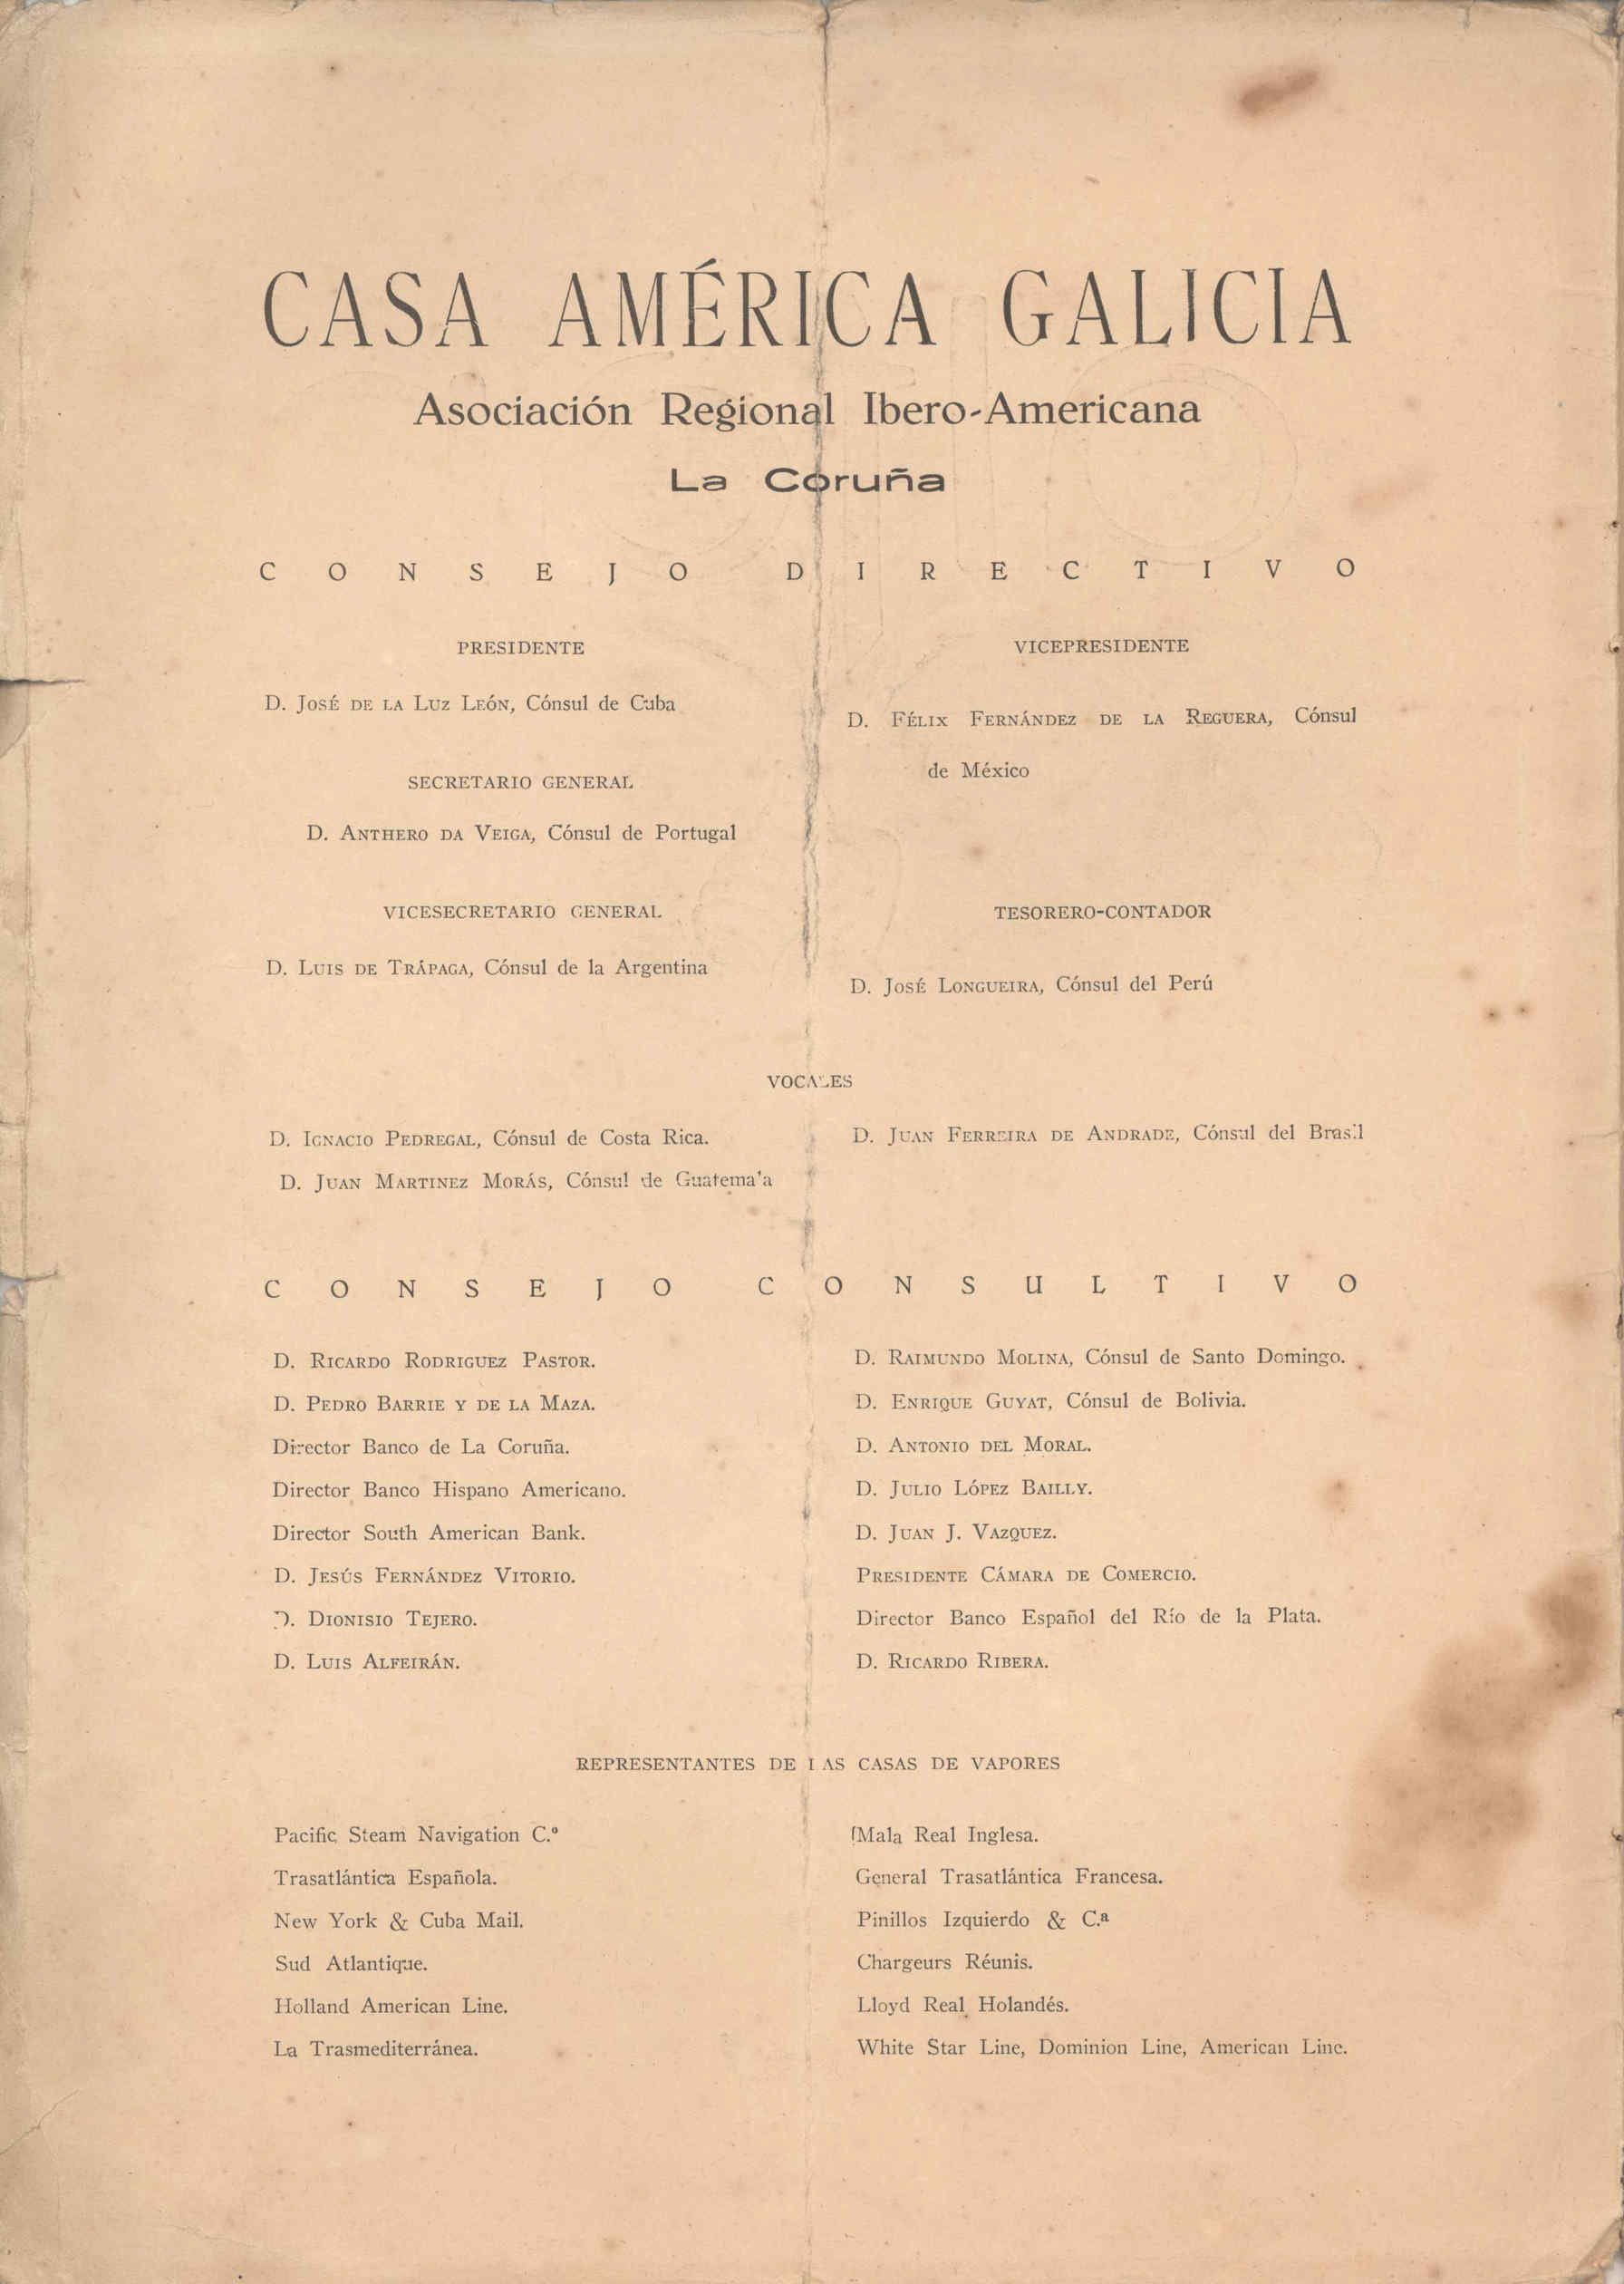 CASA AMÉRICA GALICIA
Asociación Regional Ibero-Americana
La Coruña
CONSEJO DIRECTIVO
PRESIDENTE
D. José de la Luz León, Cónsul de Cuba
VICEPRESIDENTE
D. Félix Fernández de la Reguera, Cónsul
de México
SECRETARIO GENERAL
D. Anthero da Veiga, Cónsul de Portugal
VICESECRETARIO GENERAL
D. Luis de Trápaga, Cónsul de la Argentina
TESORERO-CONTADOR
D. José Longueira, Cónsul del Perú
VOCALES
D. Ignacio Pedregal, Cónsul de Costa Rica.
D. Juan Martinez Morás, Cónsul de Guatemala
D. Juan Ferreira de Andrade, Cónsul del Brasil
CONSEJO CONSULTIVO
D. Ricardo Rodriguez Pastor.
D. Pedro Barrie y de la Maza.
Director Banco de La Coruña.
Director Banco Hispano Americano.
Director South American Bank.
D. Jesús Fernández Vitorio.
D. Dionisio Tejero.
D. Luis Alfeirán.
D. Raimundo Molina, Cónsul de Santo Domingo.
D. Enrique Guyat, Cónsul de Bolivia.
D. Antonio del Moral.
D. Julio López Bailly.
D. Juan J. Vazquez.
Presidente Cámara de Comercio.
Director Banco Español del Río de la Plata.
D. Ricardo Ribera.
REPRESENTANTES DE LAS CASAS DE VAPORES
Pacific Steam Navigation C.º
Trasatlántica Española.
New York & Cuba Mail.
Sud Atlantique.
Holland American Line.
La Trasmediterránea.
Mala Real Inglesa.
General Trasatlántica Francesa.
Pinillos Izquierdo & C.ª
Chargeurs Réunis.
Lloyd Real Holandés.
White Star Line, Dominion Line, American Line.